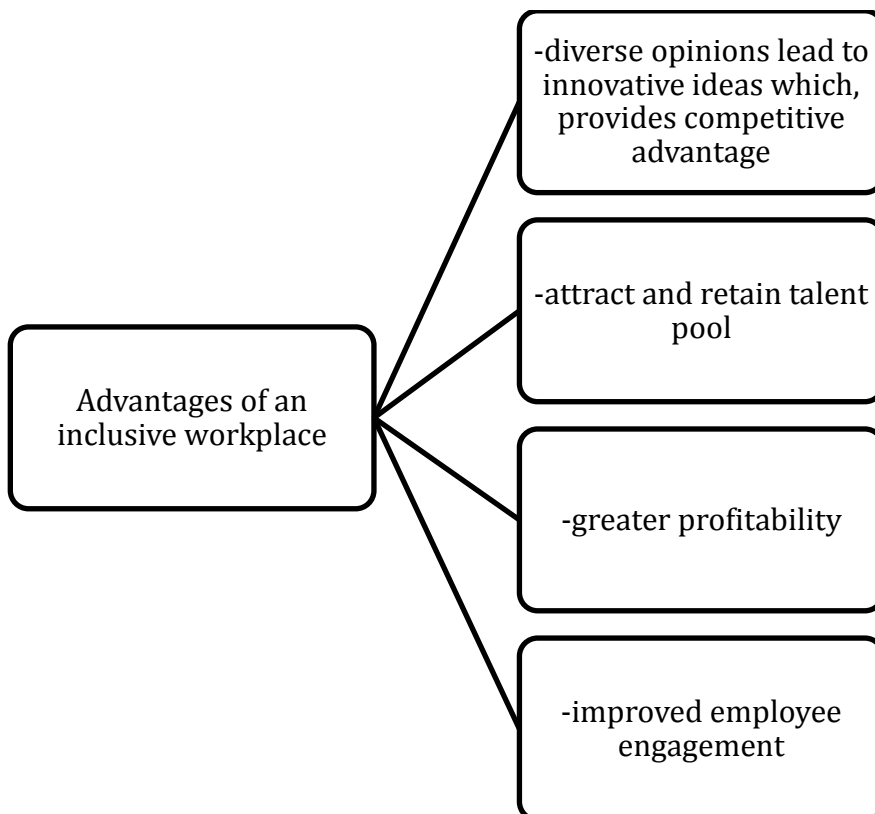 Advantages of an
inclusive workplace
-diverse opinions lead to
innovative ideas which,
provides competitive
advantage
-attract and retain talent
pool
-greater profitability
-improved employee
engagement